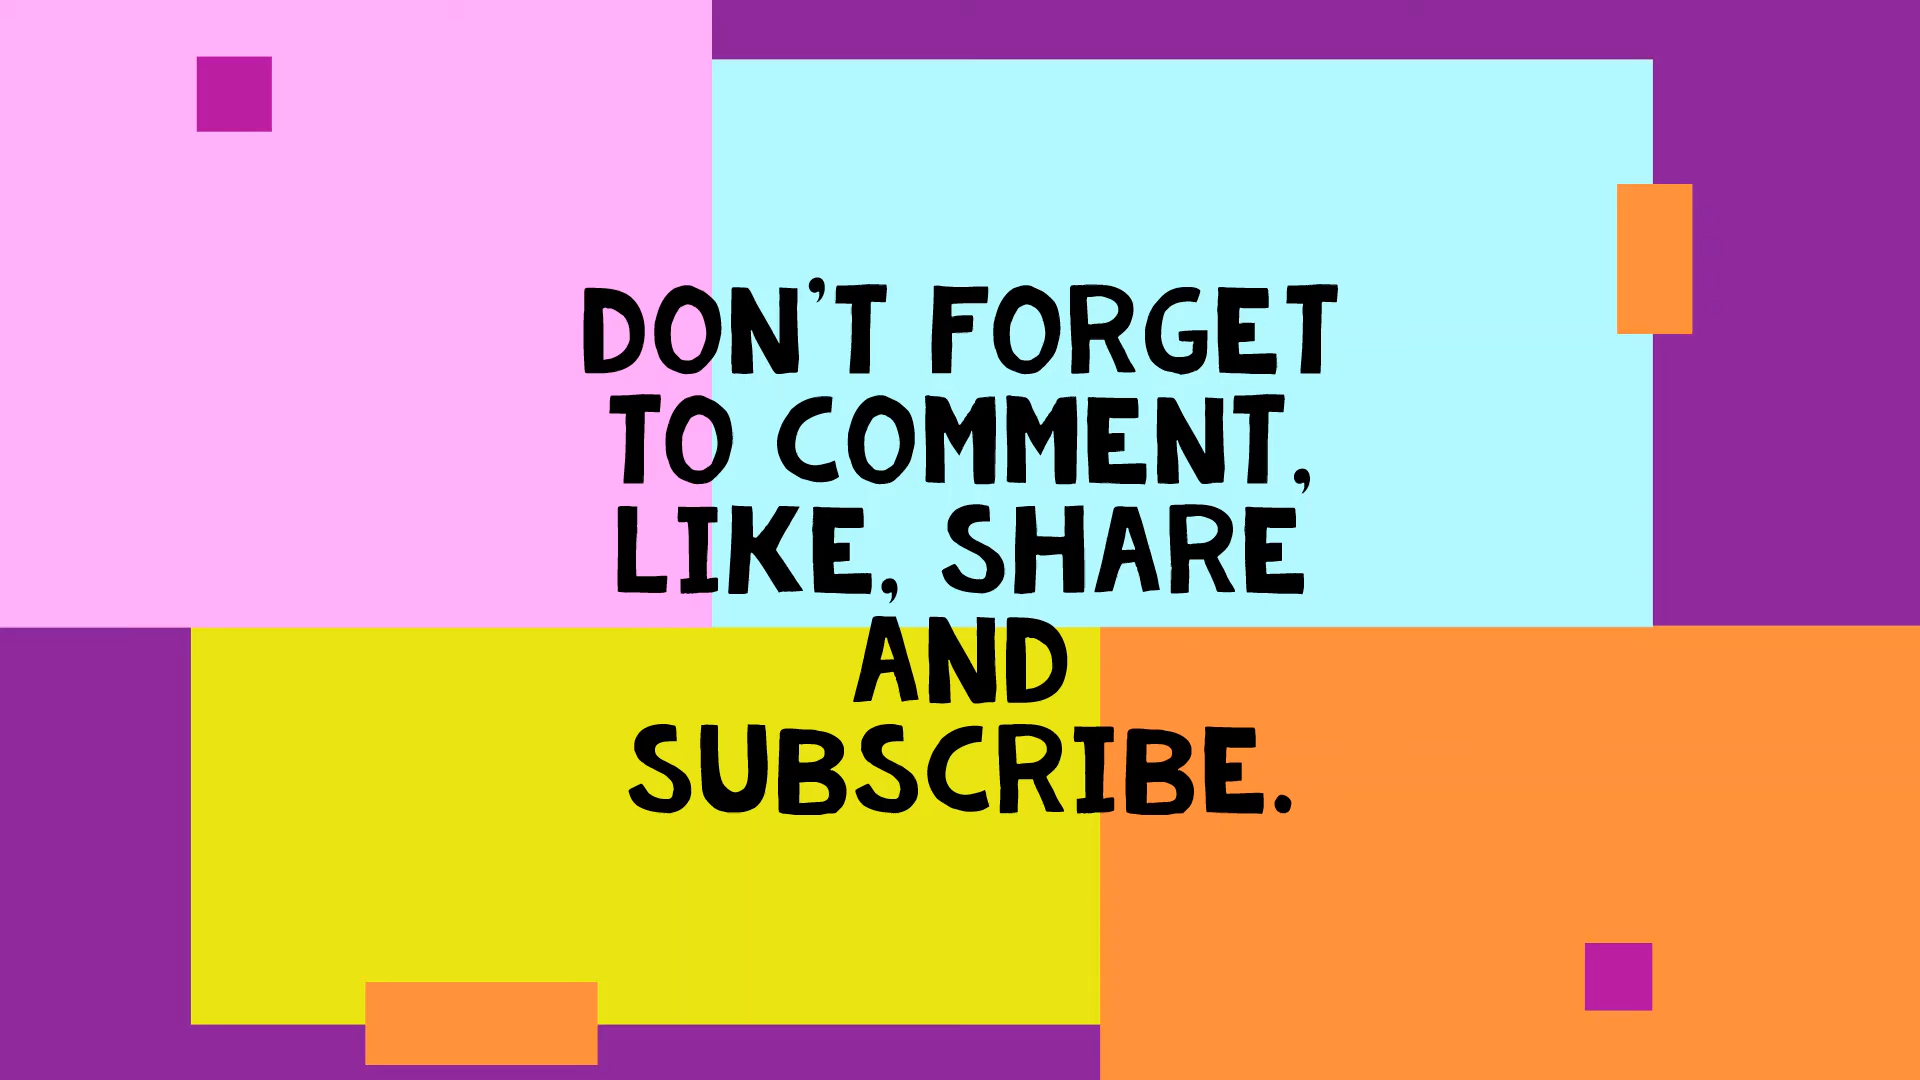 DON'T FORGET
TO COMMENT,
LIKE, SHARE
AND
SUBSCRIBE.